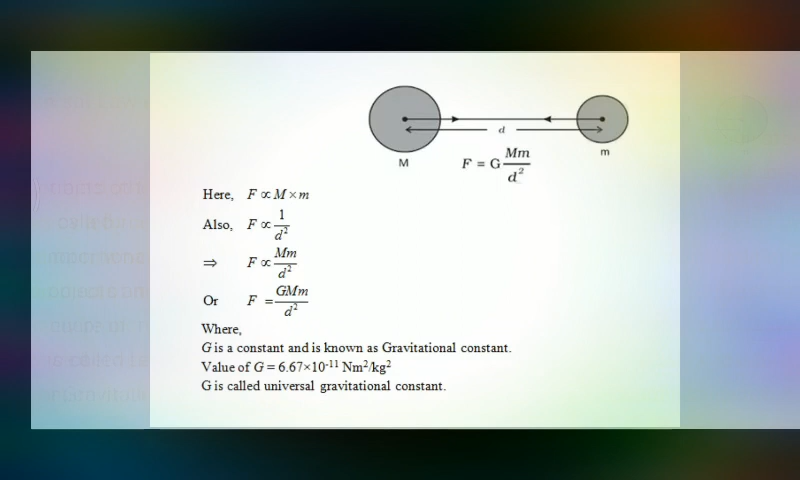 d
M
m
F = G Mm/d²
Here, F ∝ M × m
Also, F ∝ 1/d²
⇒ F ∝ Mm/d²
Or F = GMm/d²
Where,
G is a constant and is known as Gravitational constant.
Value of G = 6.67×10⁻¹¹ Nm²/kg²
G is called universal gravitational constant.